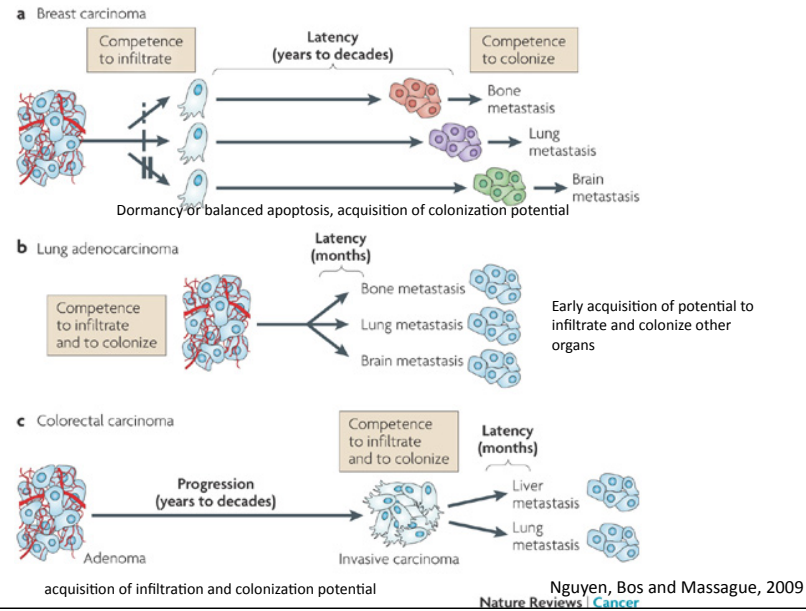 a Breast carcinoma
Competence
to infiltrate
Latency
(years to decades)
Competence
to colonize
Bone
metastasis
Lung
metastasis
Brain
metastasis
Dormancy or balanced apoptosis, acquisition of colonization potential
b Lung adenocarcinoma
Latency
(months)
Competence
to infiltrate
and to colonize
Bone metastasis
Lung metastasis
Brain metastasis
Early acquisition of potential to
infiltrate and colonize other
organs
c Colorectal carcinoma
Competence
to infiltrate
and to colonize
Latency
(months)
Progression
(years to decades)
Liver
metastasis
Lung
metastasis
Adenoma
Invasive carcinoma
acquisition of infiltration and colonization potential
Nguyen, Bos and Massague, 2009
Nature Reviews | Cancer